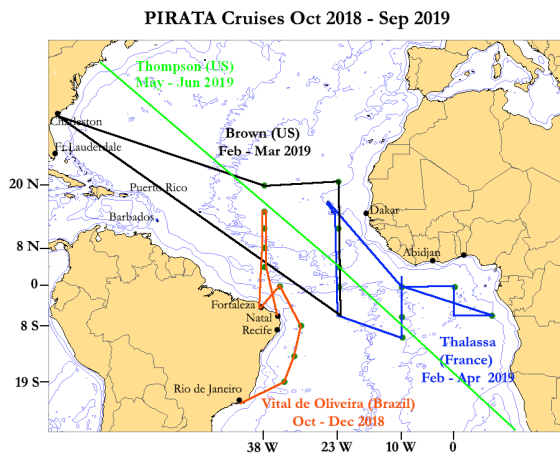 PIRATA Cruises Oct 2018 - Sep 2019
Thompson (US)
May - Jun 2019
Charleston
Brown (US)
Feb - Mar 2019
Ft Lauderdale
20 N
Puerto Rico
Dakar
Barbados
8 N
Abidjan
0
Fortaleza
Natal
8 S
Recife
Thalassa
(France)
Feb - Apr 2019
19 S
Rio de Janeiro
Vital de Oliveira (Brazil)
Oct - Dec 2018
38 W
23 W
10 W
0